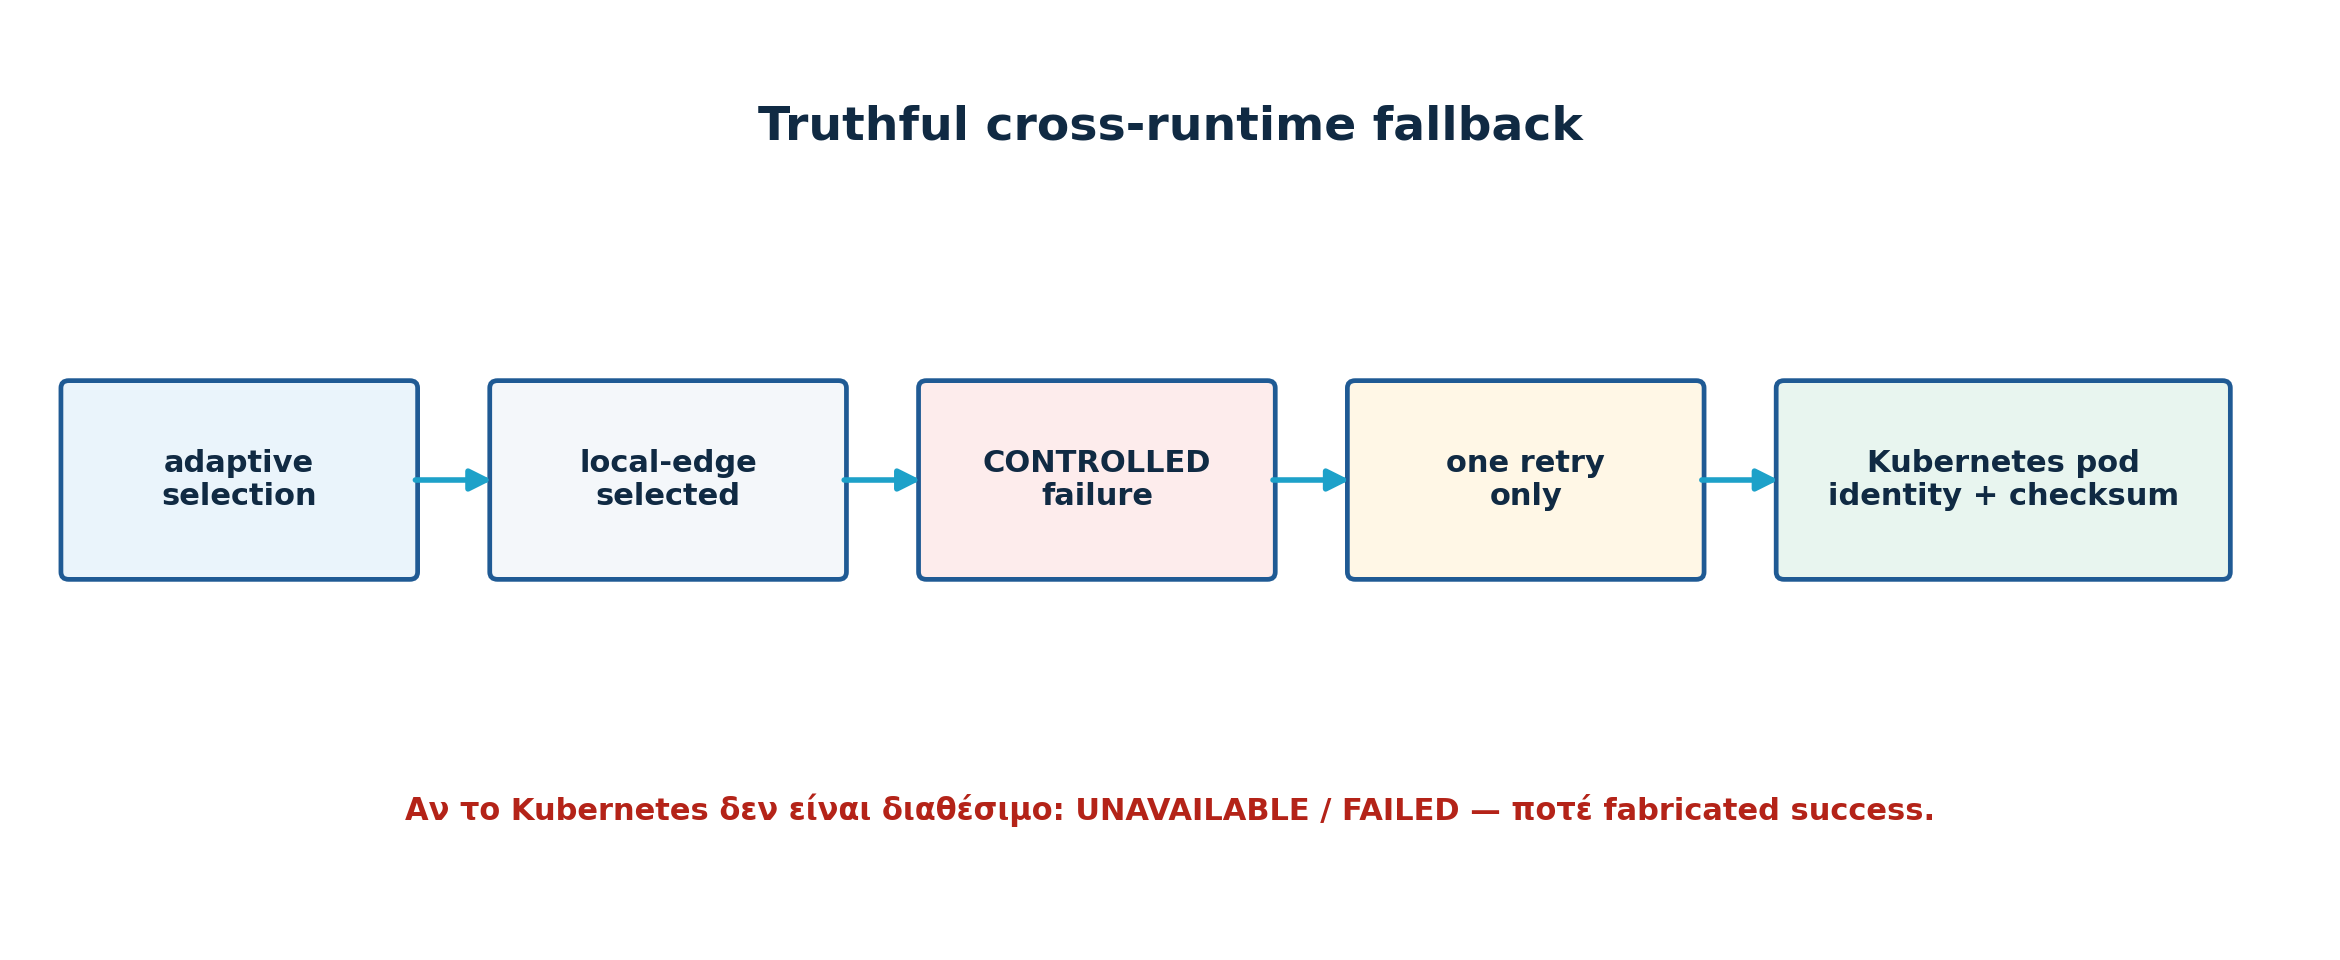 Truthful cross-runtime fallback
adaptive
selection
local-edge
selected
CONTROLLED
failure
one retry
only
Kubernetes pod
identity + checksum
Αν το Kubernetes δεν είναι διαθέσιμο: UNAVAILABLE / FAILED — ποτέ fabricated success.